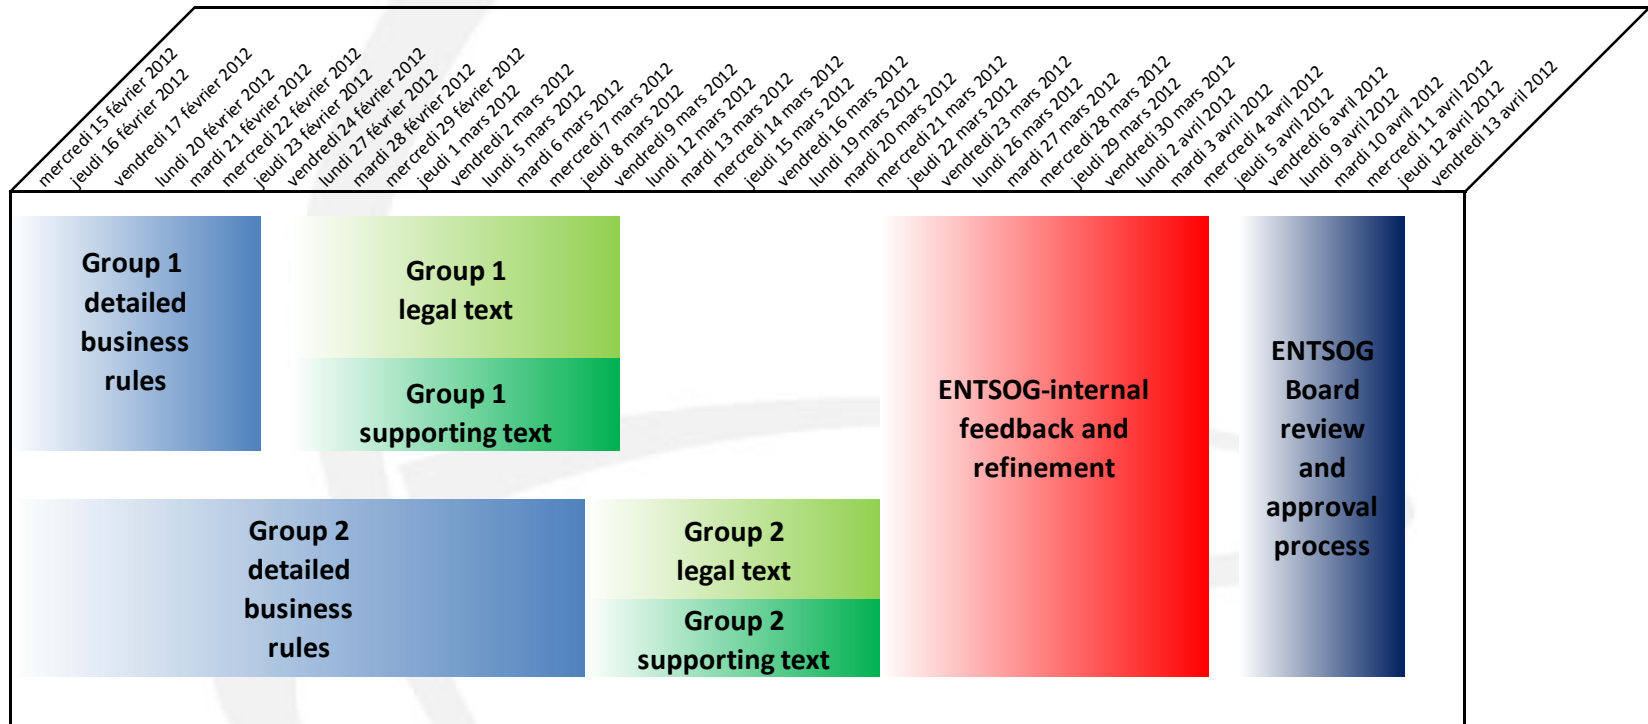 mercredi 15 février 2012
jeudi 16 février 2012
vendredi 17 février 2012
lundi 20 février 2012
mardi 21 février 2012
mercredi 22 février 2012
jeudi 23 février 2012
vendredi 24 février 2012
lundi 27 février 2012
mardi 28 février 2012
mercredi 29 février 2012
jeudi 1 mars 2012
vendredi 2 mars 2012
lundi 5 mars 2012
mardi 6 mars 2012
mercredi 7 mars 2012
jeudi 8 mars 2012
vendredi 9 mars 2012
lundi 12 mars 2012
mardi 13 mars 2012
mercredi 14 mars 2012
jeudi 15 mars 2012
vendredi 16 mars 2012
lundi 19 mars 2012
mardi 20 mars 2012
mercredi 21 mars 2012
jeudi 22 mars 2012
vendredi 23 mars 2012
lundi 26 mars 2012
mardi 27 mars 2012
mercredi 28 mars 2012
jeudi 29 mars 2012
vendredi 30 mars 2012
lundi 2 avril 2012
mardi 3 avril 2012
mercredi 4 avril 2012
jeudi 5 avril 2012
vendredi 6 avril 2012
lundi 9 avril 2012
mardi 10 avril 2012
mercredi 11 avril 2012
jeudi 12 avril 2012
vendredi 13 avril 2012
Group 1
detailed
business
rules
Group 1
legal text
Group 1
supporting text
Group 2
detailed
business
rules
Group 2
legal text
Group 2
supporting text
ENTSOG-internal
feedback and
refinement
ENTSOG
Board
review
and
approval
process